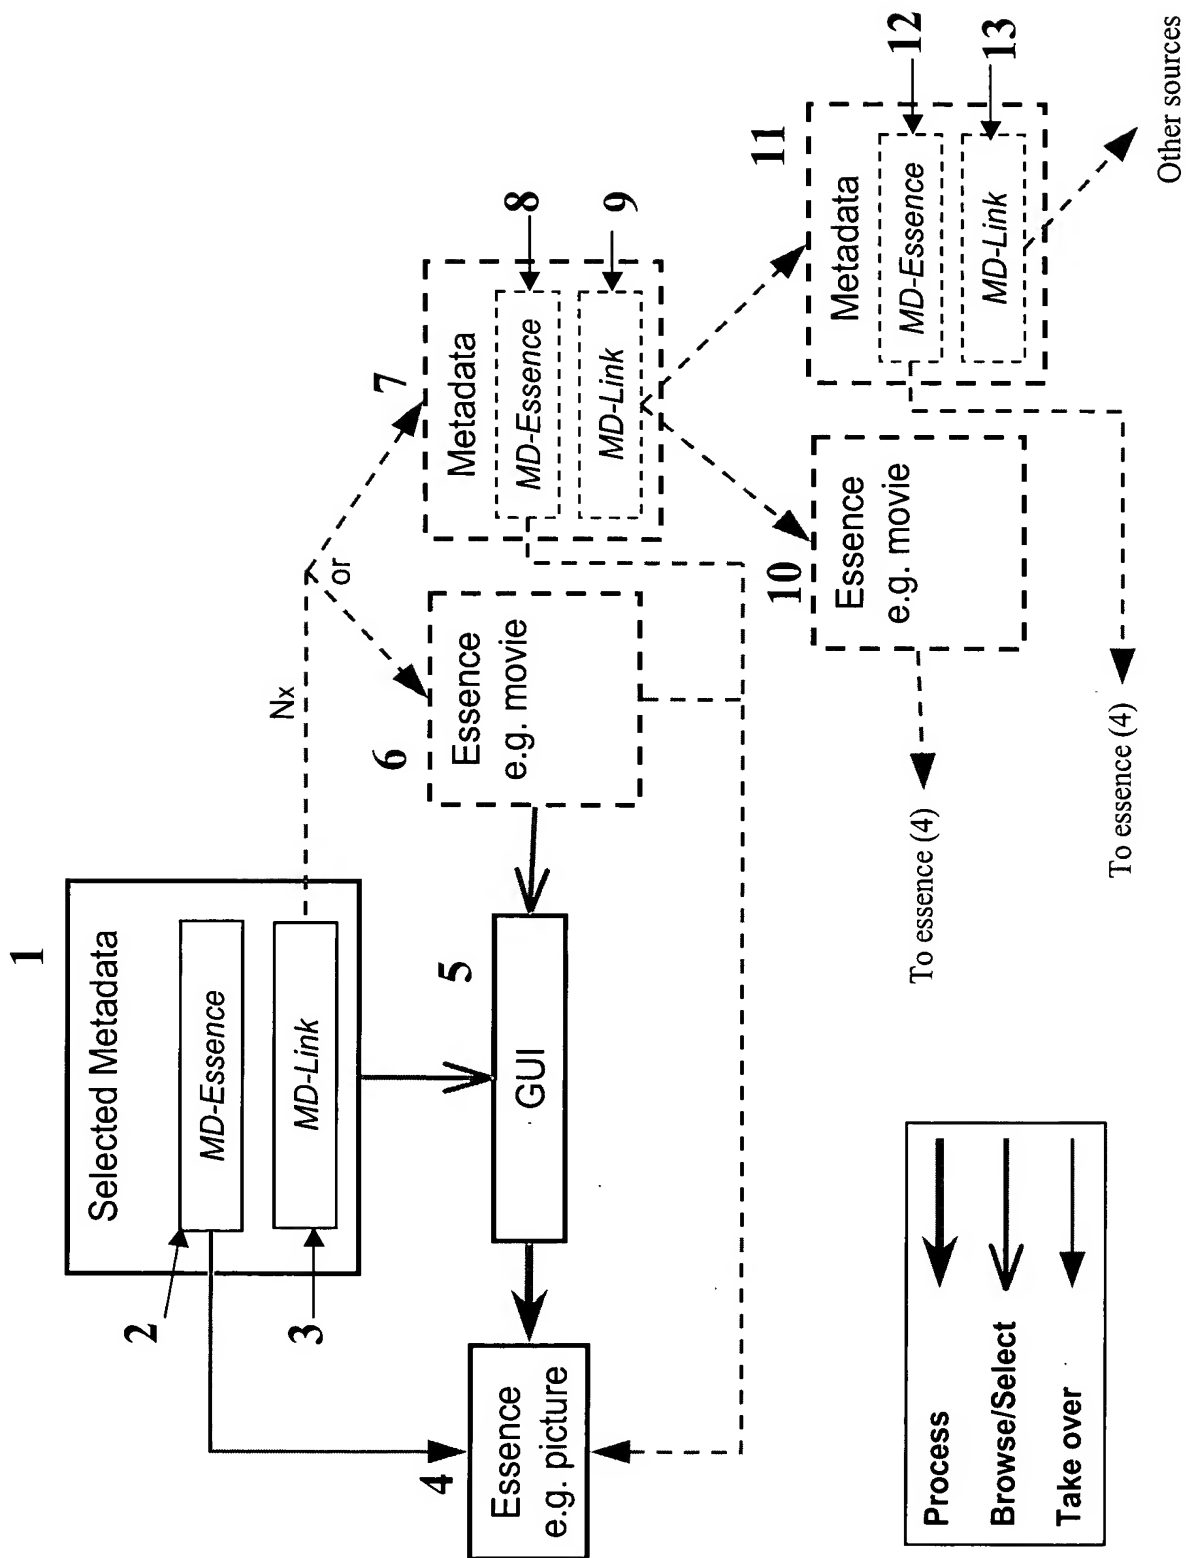 1
Selected Metadata
MD-Essence
MD-Link
2
3
Nx
or
4
Essence
e.g. picture
5
GUI
6
Essence
e.g. movie
7
Metadata
MD-Essence
MD-Link
8
9
10
Essence
e.g. movie
11
Metadata
MD-Essence
MD-Link
12
13
To essence (4)
To essence (4)
Other sources
Process
Browse/Select
Take over